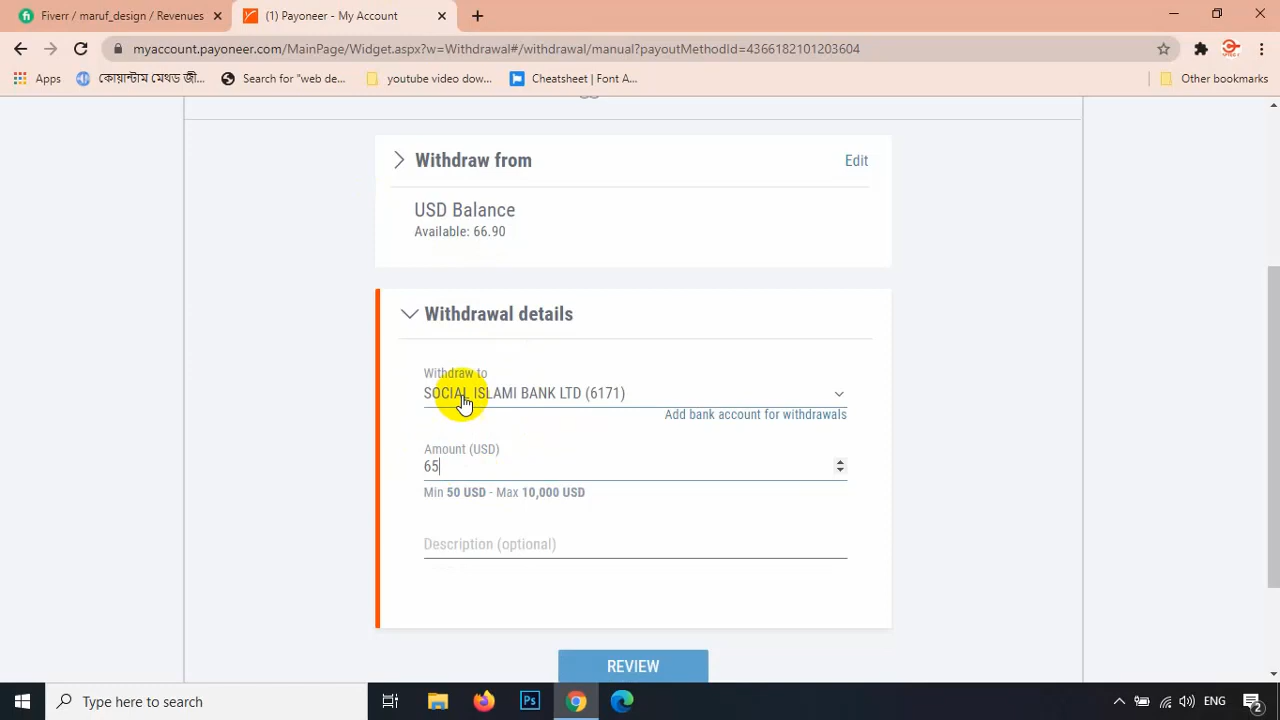 Fiverr / maruf_design / Revenues
(1) Payoneer - My Account
myaccount.payoneer.com/MainPage/Widget.aspx?w=Withdrawal#/withdrawal/manual?payoutMethodId=4366182101203604
Apps
কোয়ান্টাম মেথড জী...
Search for "web de...
youtube video dow...
Cheatsheet | Font A...
Other bookmarks
Withdraw from
Edit
USD Balance
Available: 66.90
Withdrawal details
Withdraw to
SOCIAL ISLAMI BANK LTD (6171)
Add bank account for withdrawals
Amount (USD)
65
Min 50 USD - Max 10,000 USD
Description (optional)
REVIEW
Type here to search
Ps
ENG
2